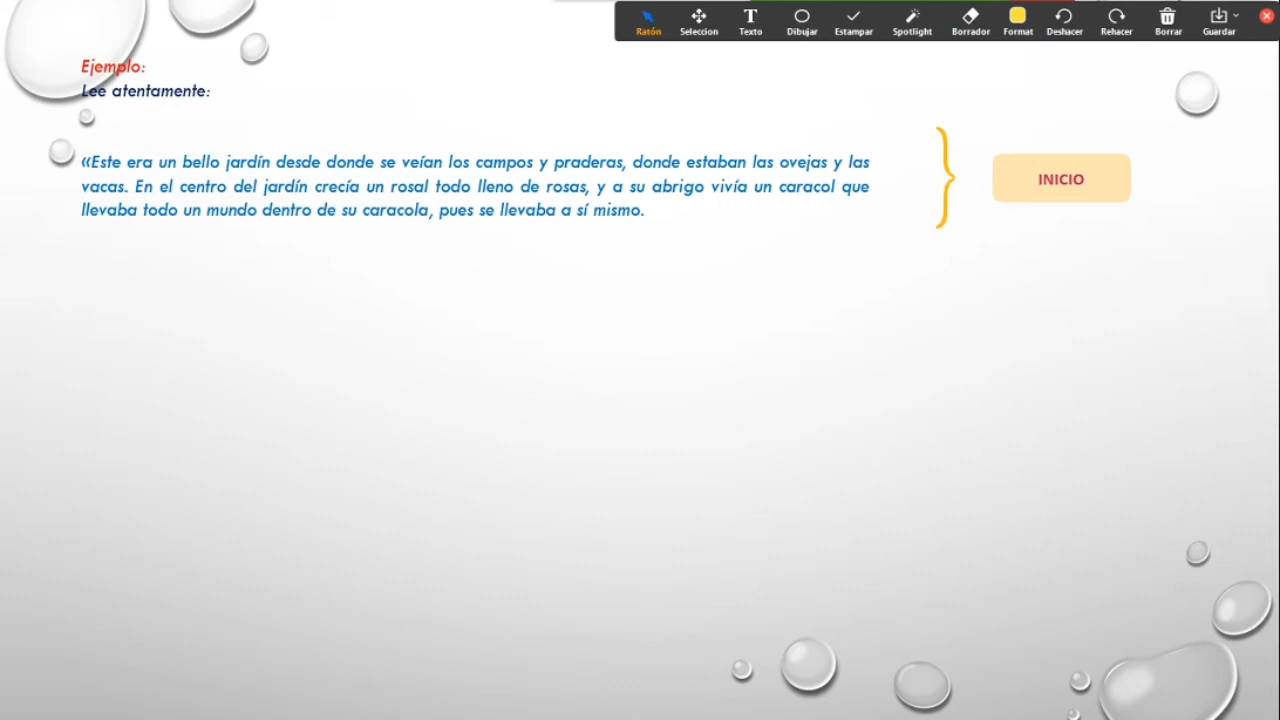 Ratón Seleccion Texto Dibujar Estampar Spotlight Borrador Format Deshacer Rehacer Borrar Guardar
Ejemplo:
Lee atentamente:
«Este era un bello jardín desde donde se veían los campos y praderas, donde estaban las ovejas y las
vacas. En el centro del jardín crecía un rosal todo lleno de rosas, y a su abrigo vivía un caracol que
llevaba todo un mundo dentro de su caracola, pues se llevaba a sí mismo.
INICIO